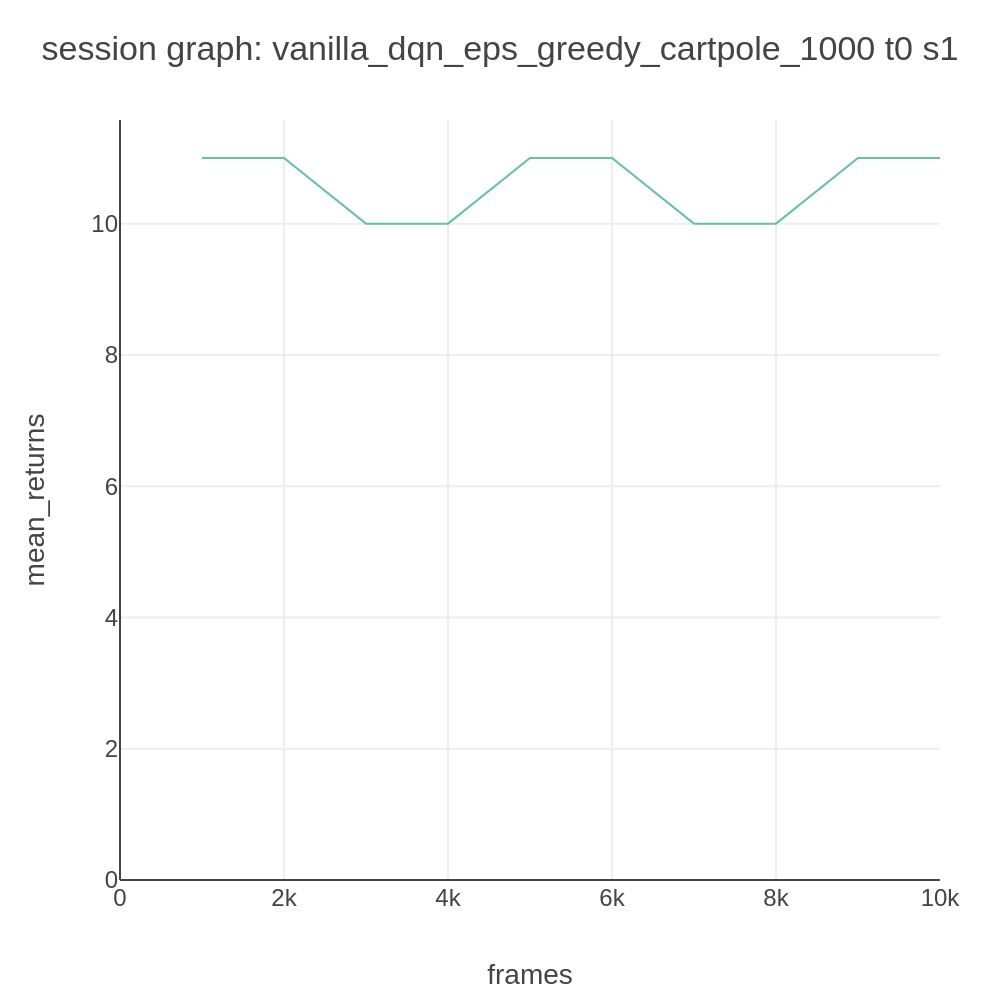 session graph: vanilla_dqn_eps_greedy_cartpole_1000 t0 s1
10
8
6
4
2
0
mean_returns
0 2k 4k 6k 8k 10k
frames